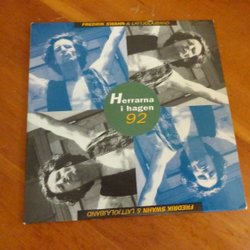 FREDRIK SWAHN & LATTJOLAJBAND
Herrarna
i hagen
92
FREDRIK SWAHN & LATTJOLAJBAND